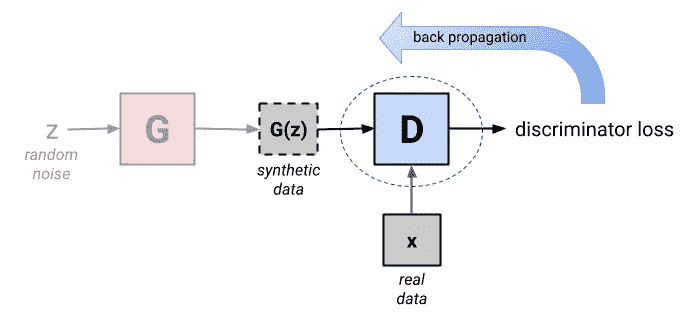 back propagation
z
random
noise
G
G(z)
synthetic
data
D
discriminator loss
x
real
data